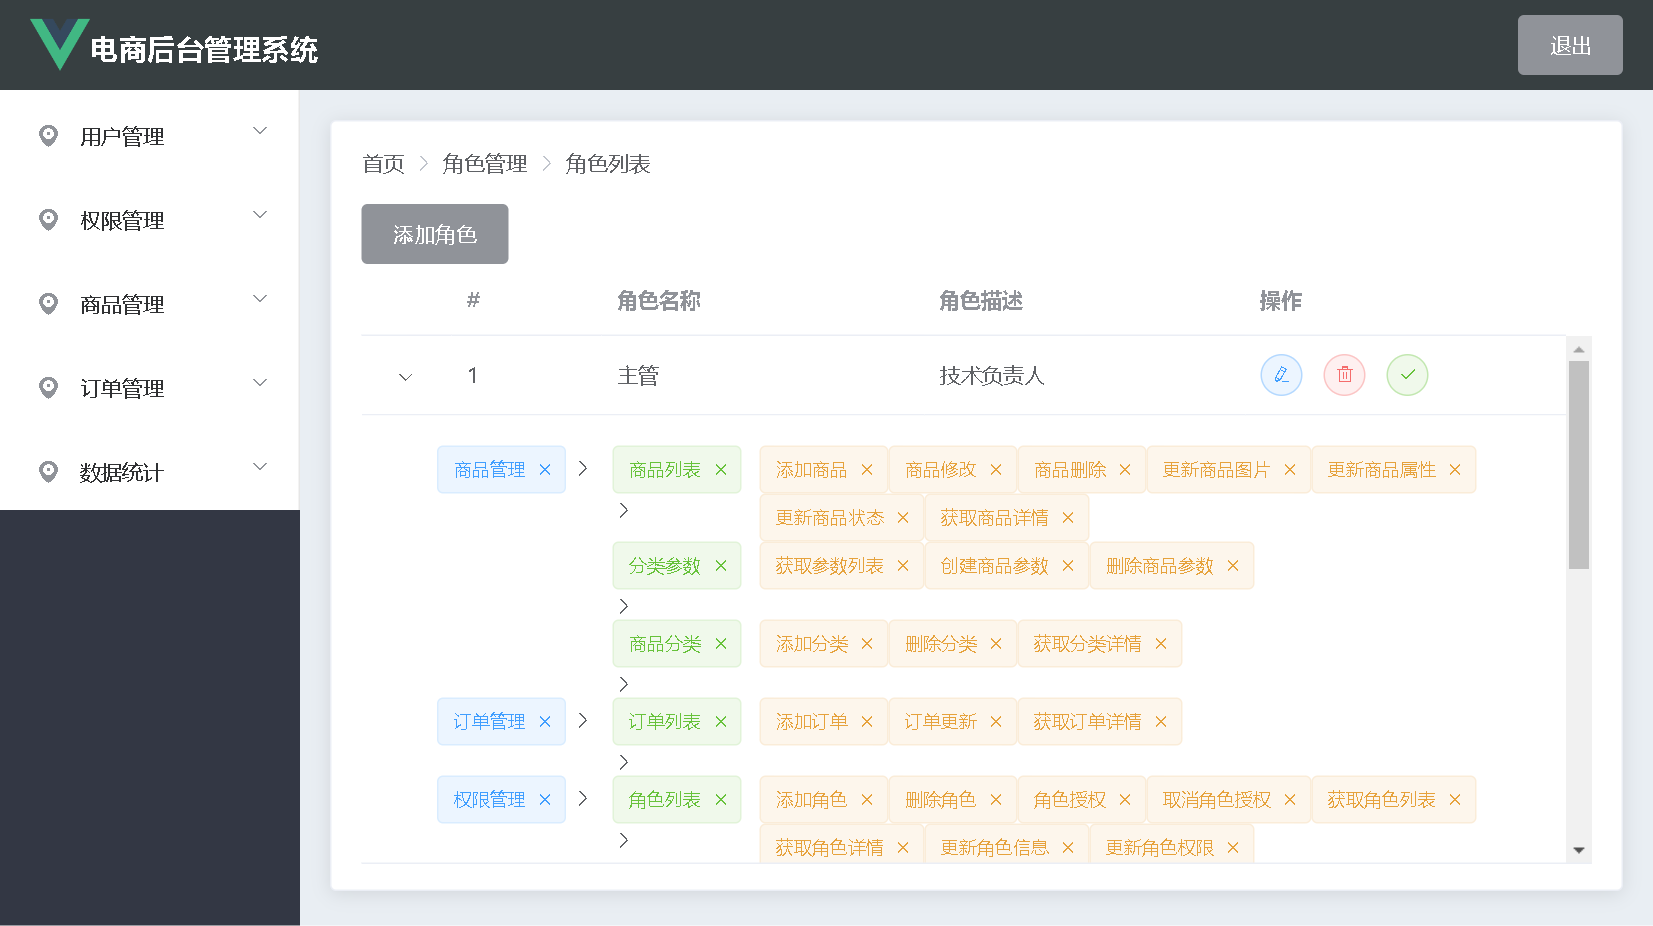 电商后台管理系统
退出
用户管理
权限管理
商品管理
订单管理
数据统计
首页 > 角色管理 > 角色列表
添加角色
# 角色名称 角色描述 操作
1 主管 技术负责人
商品管理 × > 商品列表 × 添加商品 × 商品修改 × 商品删除 × 更新商品图片 × 更新商品属性 ×
> 更新商品状态 × 获取商品详情 ×
分类参数 × 获取参数列表 × 创建商品参数 × 删除商品参数 ×
>
商品分类 × 添加分类 × 删除分类 × 获取分类详情 ×
>
订单管理 × > 订单列表 × 添加订单 × 订单更新 × 获取订单详情 ×
>
权限管理 × > 角色列表 × 添加角色 × 删除角色 × 角色授权 × 取消角色授权 × 获取角色列表 ×
> 获取角色详情 × 更新角色信息 × 更新角色权限 ×